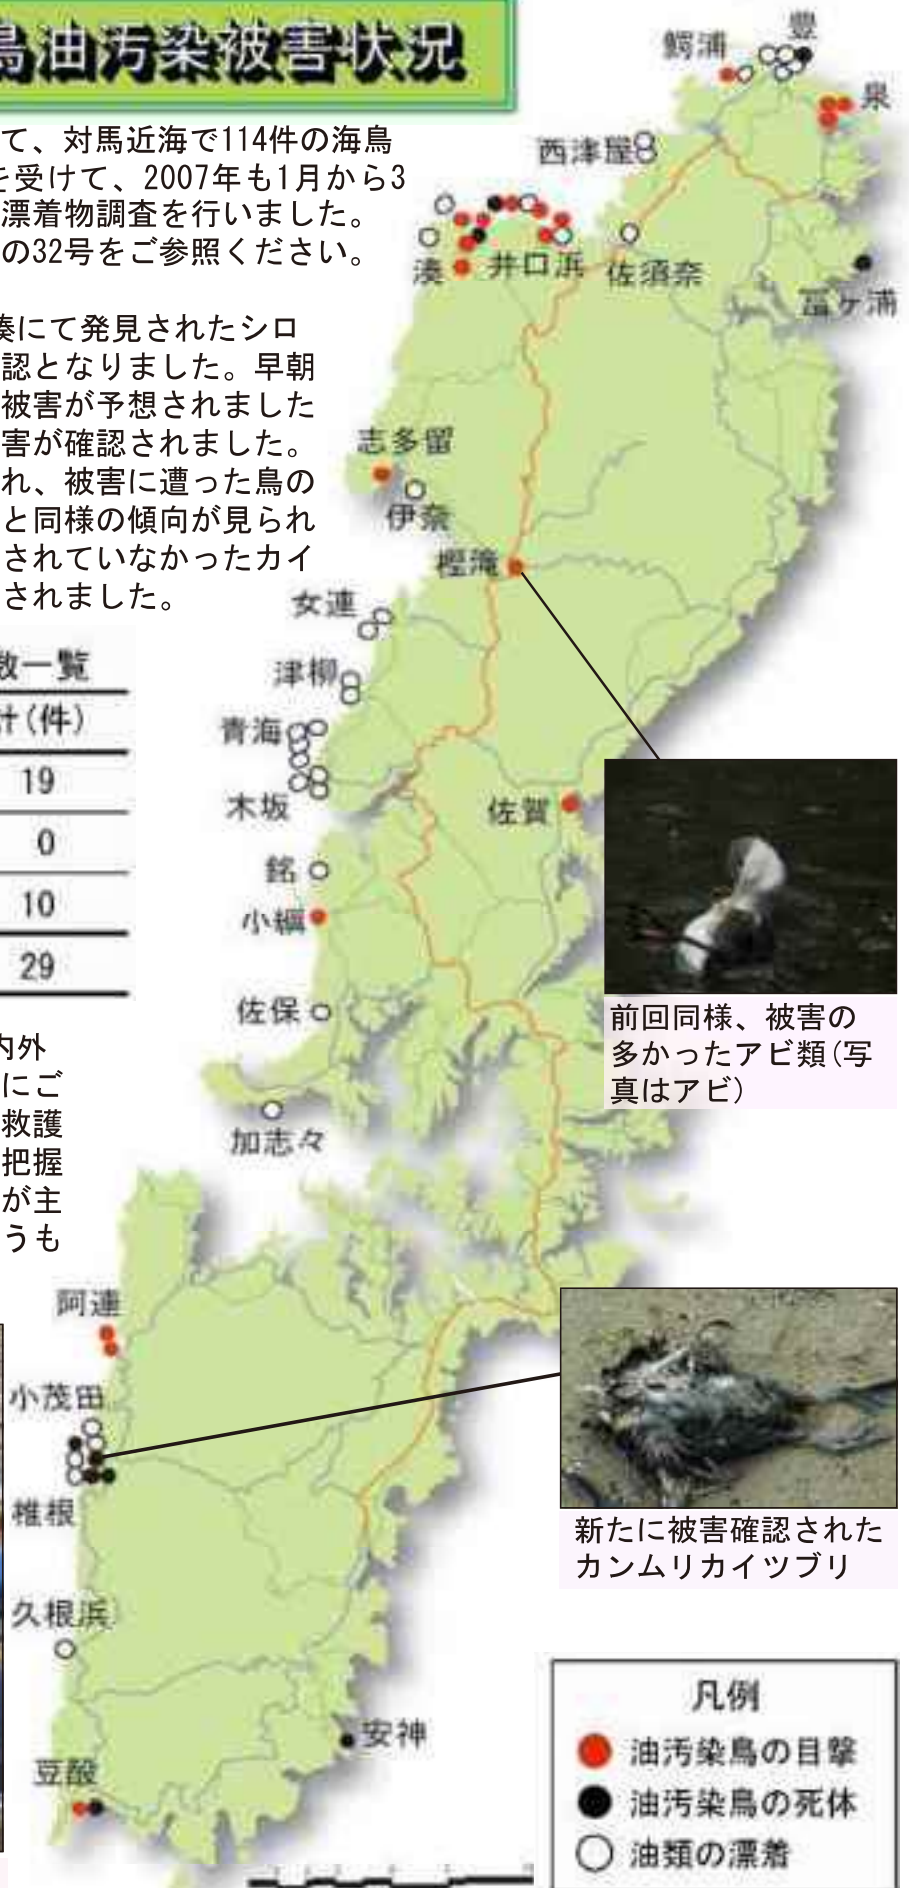 鳥油汚染被害状況
て、対馬近海で114件の海鳥
を受けて、2007年も1月から3
漂着物調査を行いました。
の32号をご参照ください。
湊にて発見されたシロ
認となりました。早朝
被害が予想されました
害が確認されました。
れ、被害に遭った鳥の
と同様の傾向が見られ
されていなかったカイ
されました。
数一覧
計(件)
19
0
10
29
内外
にご
救護
把握
が主
うも
鰐浦
豊
泉
西津屋
湊
井口浜
佐須奈
冨ヶ浦
志多留
伊奈
樫滝
女連
津柳
青海
木坂
佐賀
銘
小綱
佐保
加志々
前回同様、被害の
多かったアビ類(写
真はアビ)
阿連
小茂田
椎根
久根浜
安神
豆酘
新たに被害確認された
カンムリカイツブリ
凡例
油汚染鳥の目撃
油汚染鳥の死体
油類の漂着